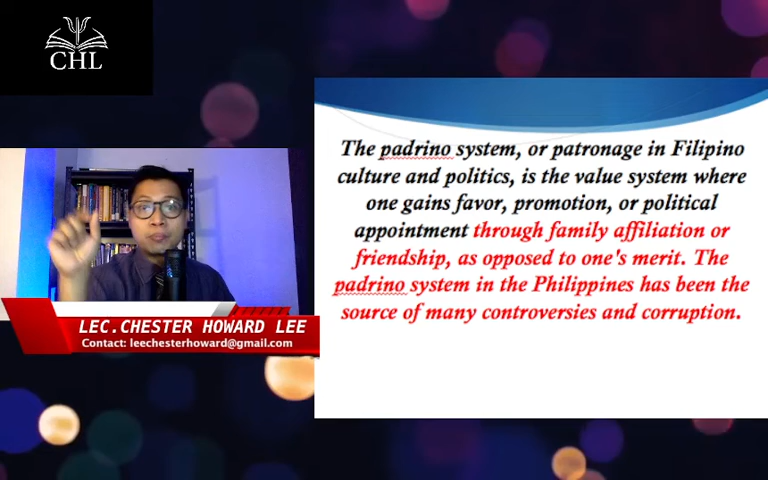 CHL
The padrino system, or patronage in Filipino
culture and politics, is the value system where
one gains favor, promotion, or political
appointment through family affiliation or
friendship, as opposed to one's merit. The
padrino system in the Philippines has been the
source of many controversies and corruption.
LEC.CHESTER HOWARD LEE
Contact: leechesterhoward@gmail.com